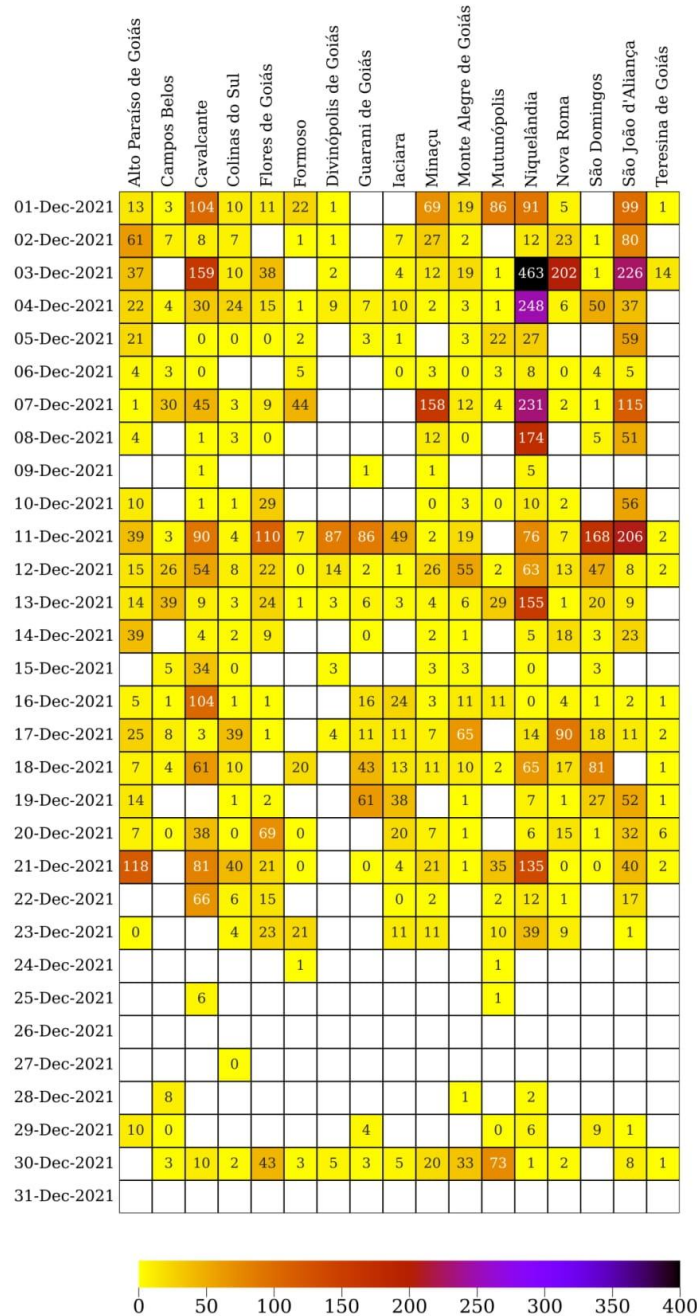 Alto Paraíso de Goiás
Campos Belos
Cavalcante
Colinas do Sul
Flores de Goiás
Formoso
Divinópolis de Goiás
Guarani de Goiás
Iaciara
Minaçu
Monte Alegre de Goiás
Mutunópolis
Niquelândia
Nova Roma
São Domingos
São João d'Aliança
Teresina de Goiás
01-Dec-2021 13 3 104 10 11 22 1 69 19 86 91 5 99 1
02-Dec-2021 61 7 8 7 1 1 7 27 2 12 23 1 80
03-Dec-2021 37 159 10 38 2 4 12 19 1 463 202 1 226 14
04-Dec-2021 22 4 30 24 15 1 9 7 10 2 3 1 248 6 50 37
05-Dec-2021 21 0 0 0 2 3 1 3 22 27 59
06-Dec-2021 4 3 0 5 0 3 0 3 8 0 4 5
07-Dec-2021 1 30 45 3 9 44 158 12 4 231 2 1 115
08-Dec-2021 4 1 3 0 12 0 174 5 51
09-Dec-2021 1 1 1 5
10-Dec-2021 10 1 1 29 0 3 0 10 2 56
11-Dec-2021 39 3 90 4 110 7 87 86 49 2 19 76 7 168 206 2
12-Dec-2021 15 26 54 8 22 0 14 2 1 26 55 2 63 13 47 8 2
13-Dec-2021 14 39 9 3 24 1 3 6 3 4 6 29 155 1 20 9
14-Dec-2021 39 4 2 9 0 2 1 5 18 3 23
15-Dec-2021 5 34 0 3 3 3 0 3
16-Dec-2021 5 1 104 1 1 16 24 3 11 11 0 4 1 2 1
17-Dec-2021 25 8 3 39 1 4 11 11 7 65 14 90 18 11 2
18-Dec-2021 7 4 61 10 20 43 13 11 10 2 65 17 81 1
19-Dec-2021 14 1 2 61 38 1 7 1 27 52 1
20-Dec-2021 7 0 38 0 69 0 20 7 1 6 15 1 32 6
21-Dec-2021 118 81 40 21 0 0 4 21 1 35 135 0 0 40 2
22-Dec-2021 66 6 15 0 2 2 12 1 17
23-Dec-2021 0 4 23 21 11 11 10 39 9 1
24-Dec-2021 1 1
25-Dec-2021 6 1
26-Dec-2021
27-Dec-2021 0
28-Dec-2021 8 1 2
29-Dec-2021 10 0 4 0 6 9 1
30-Dec-2021 3 10 2 43 3 5 3 5 20 33 73 1 2 8 1
31-Dec-2021
0 50 100 150 200 250 300 350 400